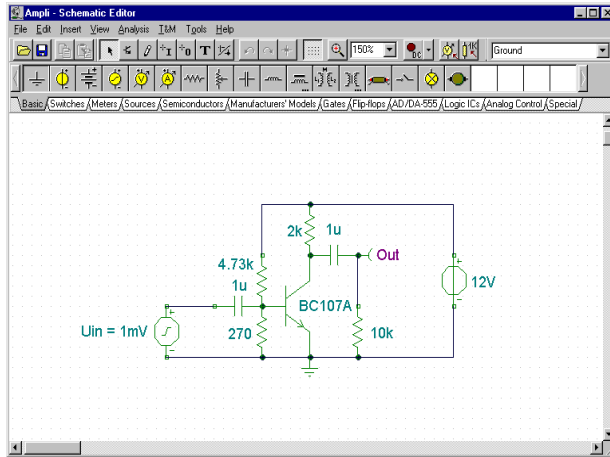 Ampli - Schematic Editor
File Edit Insert View Analysis T&M Tools Help
T 150% DC Ground
Basic Switches Meters Sources Semiconductors Manufacturers' Models Gates Flip-flops AD/DA-555 Logic ICs Analog Control Special
2k 1u
Out
4.73k
1u
12V
BC107A
Uin = 1mV
270
10k